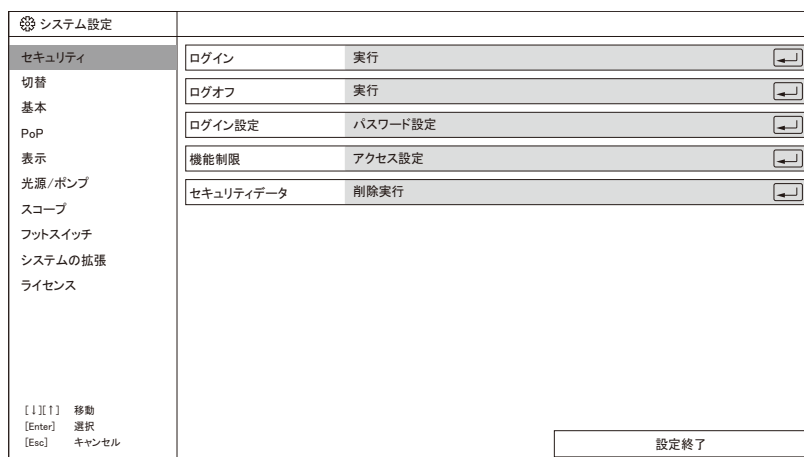 システム設定
セキュリティ
切替
基本
PoP
表示
光源/ポンプ
スコープ
フットスイッチ
システムの拡張
ライセンス
[↓][↑] 移動
[Enter] 選択
[Esc] キャンセル
ログイン 実行
ログオフ 実行
ログイン設定 パスワード設定
機能制限 アクセス設定
セキュリティデータ 削除実行
設定終了